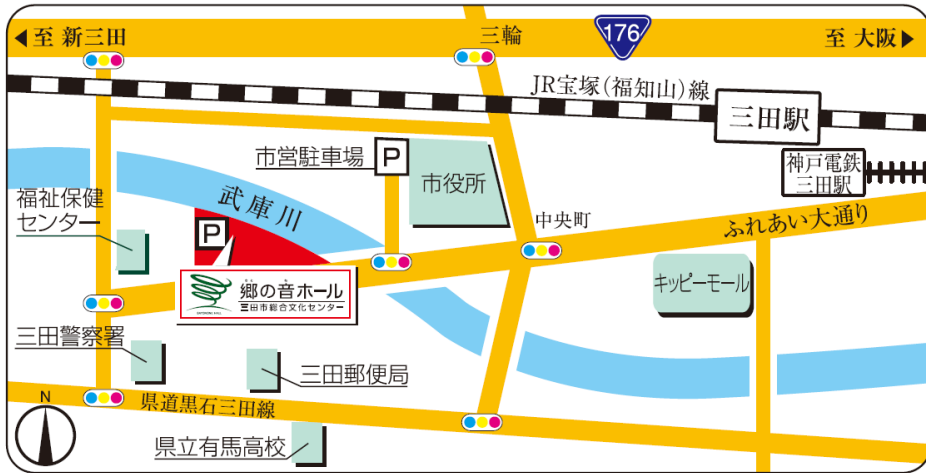 ◀至 新三田
三輪
176
至 大阪▶
JR宝塚(福知山)線
三田駅
神戸電鉄
三田駅
市営駐車場
P
市役所
武庫川
福祉保健
センター
P
中央町
ふれあい大通り
キッピーモール
郷の音ホール
三田市総合文化センター
三田警察署
三田郵便局
県道黒石三田線
県立有馬高校
N